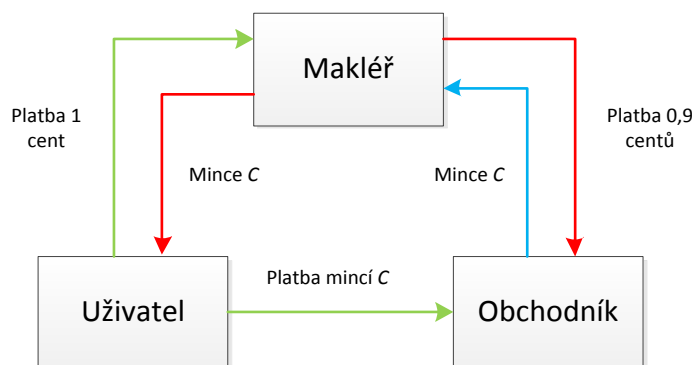 Makléř
Platba 1
cent
Platba 0,9
centů
Mince C
Mince C
Platba mincí C
Uživatel
Obchodník